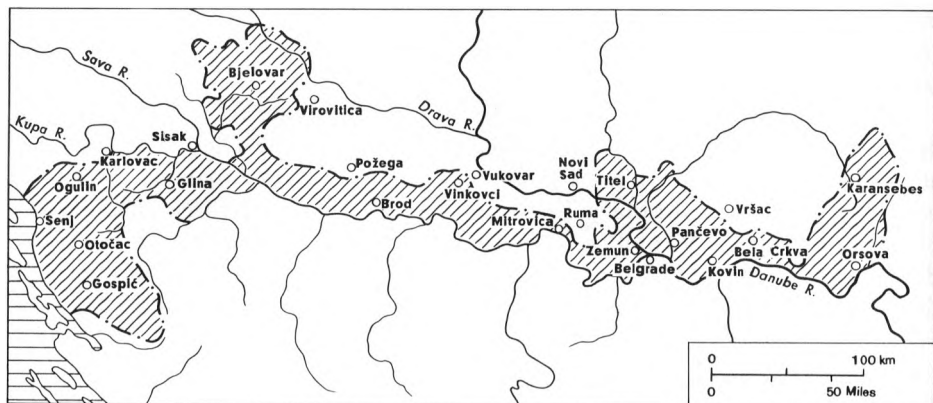 Sava R.
Bjelovar
Virovitica
Drava R.
Kupa R.
Sisak
Karlovac
Požega
Vukovar
Novi
Sad
Titel
Karansebes
Ogulin
Glina
Vinkovci
Senj
Brod
Mitrovica
Ruma
Vršac
Otočac
Zemun
Pančevo
Bela Crkva
Gospić
Belgrade
Kovin
Danube R.
Orsova
0 100 km
0 50 Miles